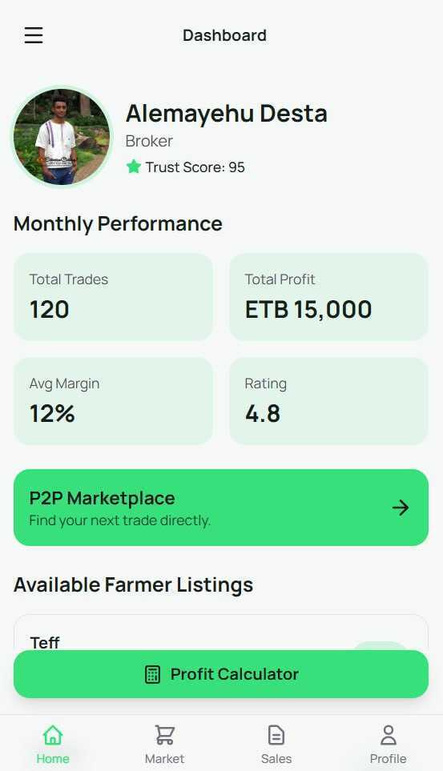 Dashboard
Alemayehu Desta
Broker
Trust Score: 95
Monthly Performance
Total Trades
120
Total Profit
ETB 15,000
Avg Margin
12%
Rating
4.8
P2P Marketplace
Find your next trade directly.
Available Farmer Listings
Teff
Profit Calculator
Home
Market
Sales
Profile